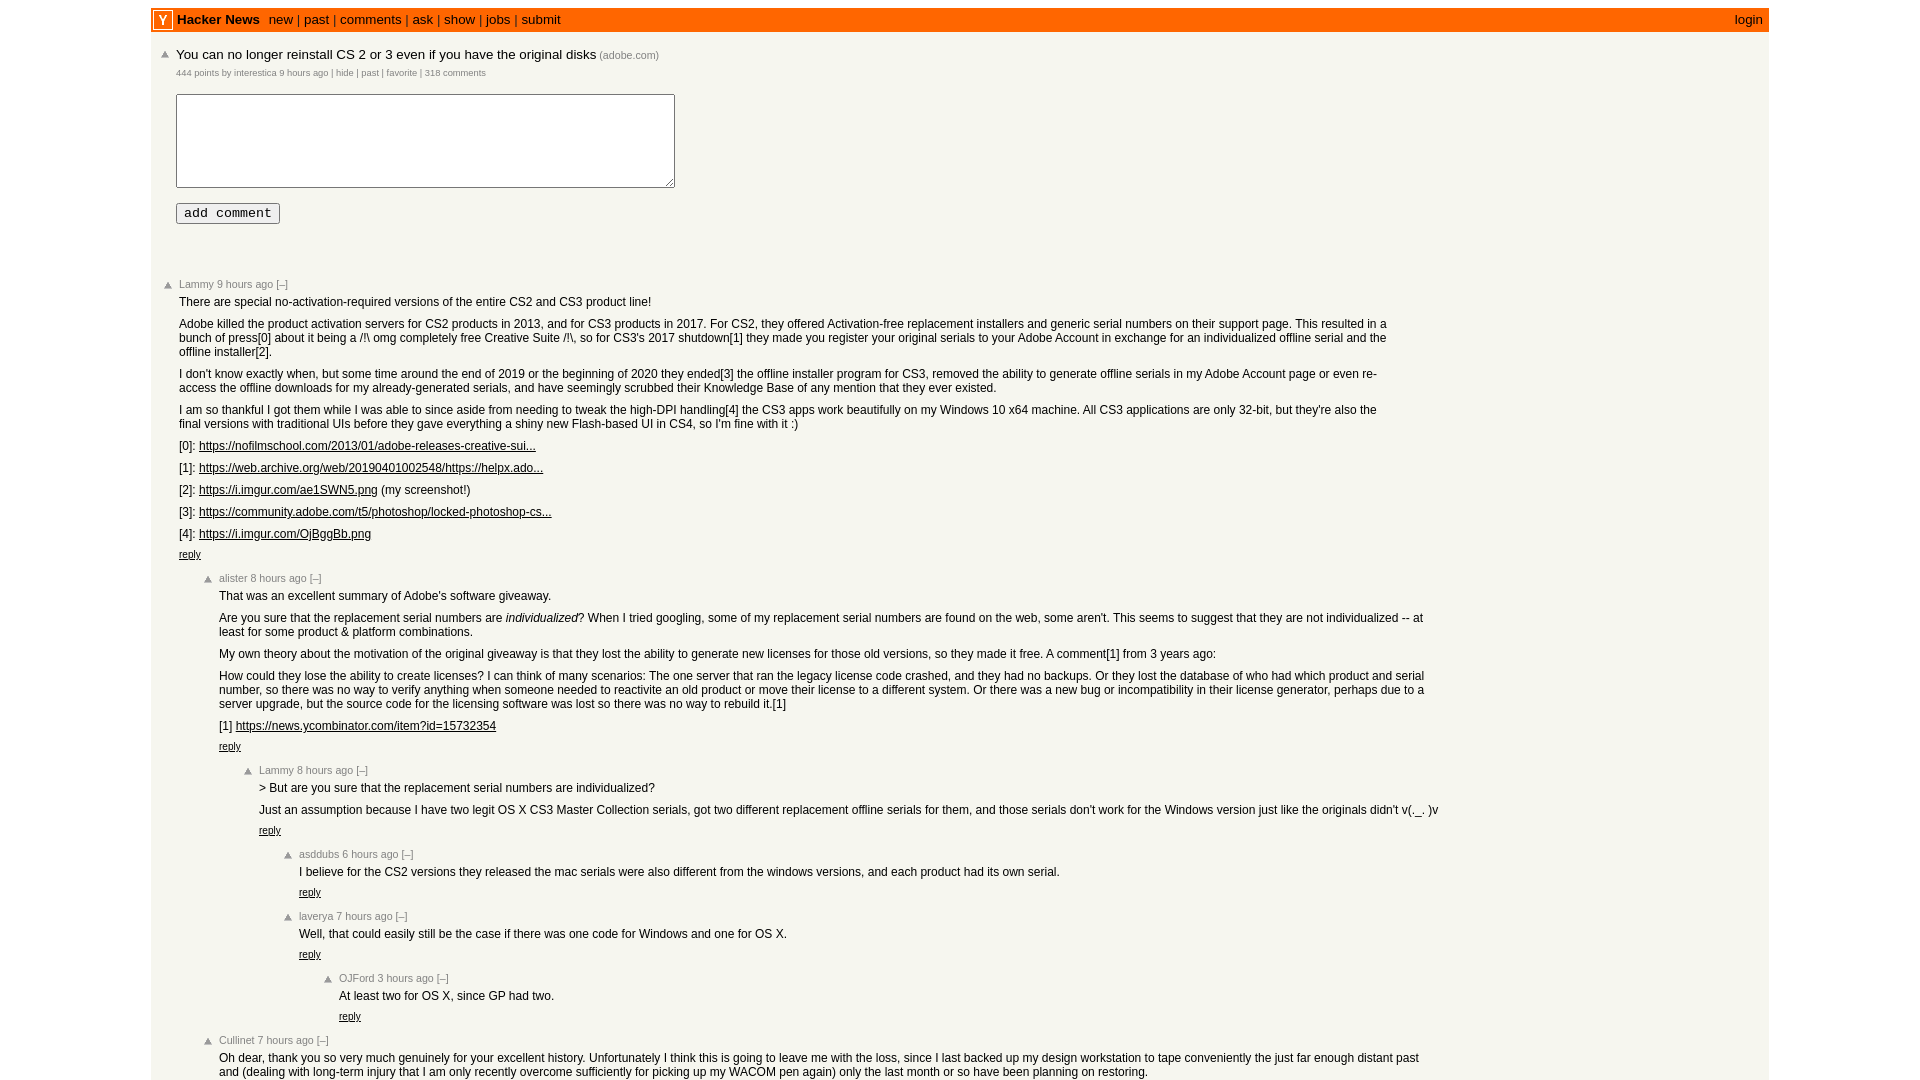 Y Hacker News new | past | comments | ask | show | jobs | submit login
You can no longer reinstall CS 2 or 3 even if you have the original disks (adobe.com)
444 points by interestica 9 hours ago | hide | past | favorite | 318 comments
add comment
Lammy 9 hours ago [–]
There are special no-activation-required versions of the entire CS2 and CS3 product line!
Adobe killed the product activation servers for CS2 products in 2013, and for CS3 products in 2017. For CS2, they offered Activation-free replacement installers and generic serial numbers on their support page. This resulted in a
bunch of press[0] about it being a /!\ omg completely free Creative Suite /!\, so for CS3's 2017 shutdown[1] they made you register your original serials to your Adobe Account in exchange for an individualized offline serial and the
offline installer[2].
I don't know exactly when, but some time around the end of 2019 or the beginning of 2020 they ended[3] the offline installer program for CS3, removed the ability to generate offline serials in my Adobe Account page or even re-
access the offline downloads for my already-generated serials, and have seemingly scrubbed their Knowledge Base of any mention that they ever existed.
I am so thankful I got them while I was able to since aside from needing to tweak the high-DPI handling[4] the CS3 apps work beautifully on my Windows 10 x64 machine. All CS3 applications are only 32-bit, but they're also the
final versions with traditional UIs before they gave everything a shiny new Flash-based UI in CS4, so I'm fine with it :)
[0]: https://nofilmschool.com/2013/01/adobe-releases-creative-sui...
[1]: https://web.archive.org/web/20190401002548/https://helpx.ado...
[2]: https://i.imgur.com/ae1SWN5.png (my screenshot!)
[3]: https://community.adobe.com/t5/photoshop/locked-photoshop-cs...
[4]: https://i.imgur.com/OjBggBb.png
reply
alister 8 hours ago [–]
That was an excellent summary of Adobe's software giveaway.
Are you sure that the replacement serial numbers are individualized? When I tried googling, some of my replacement serial numbers are found on the web, some aren't. This seems to suggest that they are not individualized -- at
least for some product & platform combinations.
My own theory about the motivation of the original giveaway is that they lost the ability to generate new licenses for those old versions, so they made it free. A comment[1] from 3 years ago:
How could they lose the ability to create licenses? I can think of many scenarios: The one server that ran the legacy license code crashed, and they had no backups. Or they lost the database of who had which product and serial
number, so there was no way to verify anything when someone needed to reactivite an old product or move their license to a different system. Or there was a new bug or incompatibility in their license generator, perhaps due to a
server upgrade, but the source code for the licensing software was lost so there was no way to rebuild it.[1]
[1] https://news.ycombinator.com/item?id=15732354
reply
Lammy 8 hours ago [–]
> But are you sure that the replacement serial numbers are individualized?
Just an assumption because I have two legit OS X CS3 Master Collection serials, got two different replacement offline serials for them, and those serials don't work for the Windows version just like the originals didn't v(._. )v
reply
asddubs 6 hours ago [–]
I believe for the CS2 versions they released the mac serials were also different from the windows versions, and each product had its own serial.
reply
laverya 7 hours ago [–]
Well, that could easily still be the case if there was one code for Windows and one for OS X.
reply
OJFord 3 hours ago [–]
At least two for OS X, since GP had two.
reply
Cullinet 7 hours ago [–]
Oh dear, thank you so very much genuinely for your excellent history. Unfortunately I think this is going to leave me with the loss, since I last backed up my design workstation to tape conveniently the just far enough distant past
and (dealing with long-term injury that I am only recently overcome sufficiently for picking up my WACOM pen again) only the last month or so have been planning on restoring.